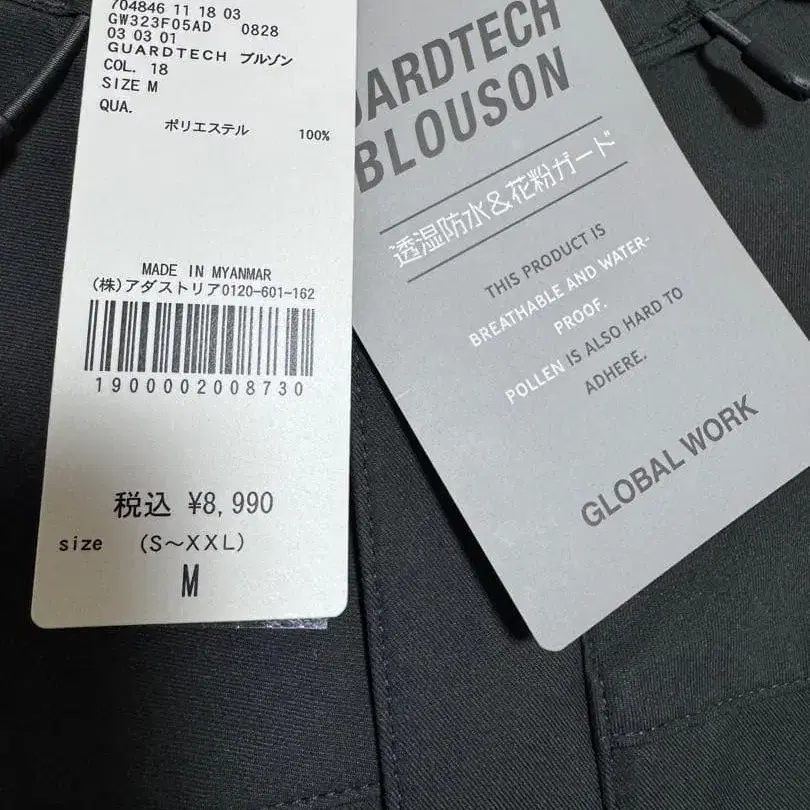 704846 11 18 03
GW323F05AD 0828
03 03 01
GUARDTECH ブルゾン
COL. 18
SIZE M
QUA.
ポリエステル 100%
MADE IN MYANMAR
(株)アダストリア0120-601-162
1900002008730
税込 ¥8,990
size (S〜XXL)
M
UARDTECH
BLOUSON
透湿防水&花粉ガード
THIS PRODUCT IS
BREATHABLE AND WATER-
PROOF.
POLLEN IS ALSO HARD TO
ADHERE.
GLOBAL WORK